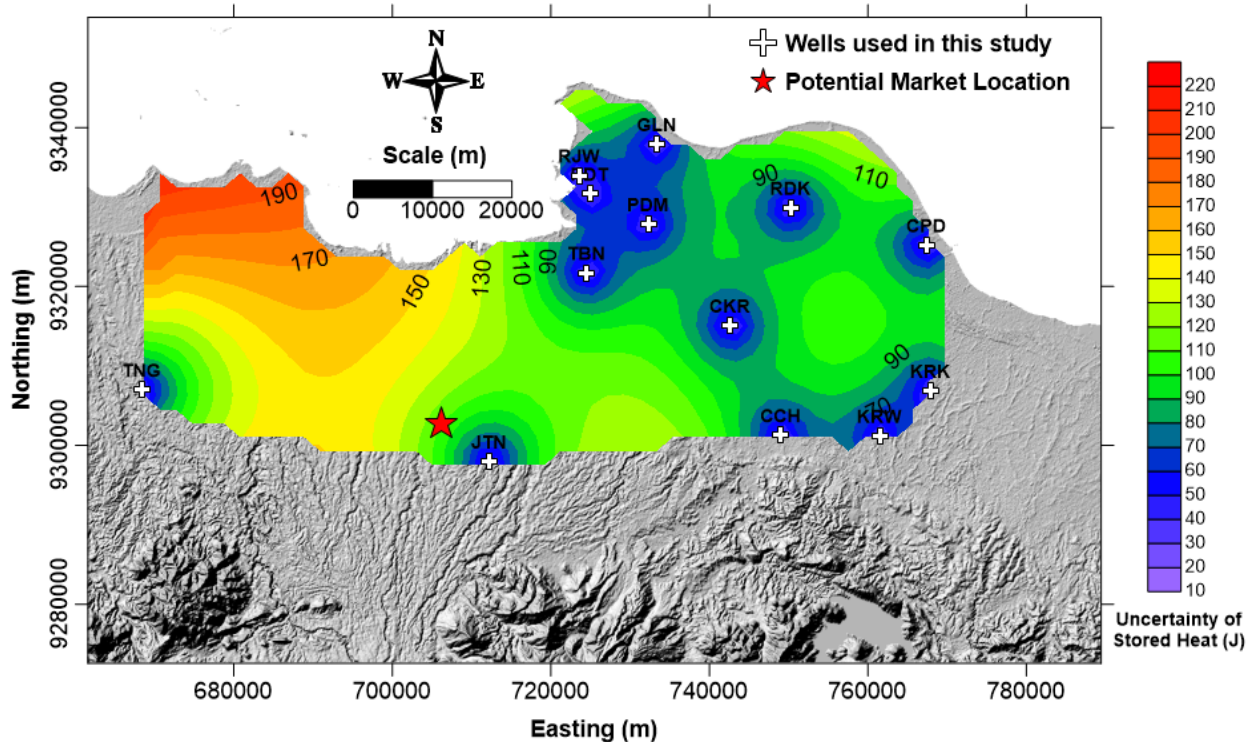 N
W E
S
Scale (m)
0 10000 20000
Wells used in this study
Potential Market Location
Northing (m)
9340000
9320000
9300000
9280000
680000 700000 720000 740000 760000 780000
Easting (m)
GLN
RJW
PDM
TBN
RDK
CPD
CKR
TNG
KRK
CCH
KRW
JTN
190
170
150
130
110
90
90
110
90
70
220
210
200
190
180
170
160
150
140
130
120
110
100
90
80
70
60
50
40
30
20
10
Uncertainty of
Stored Heat (J)